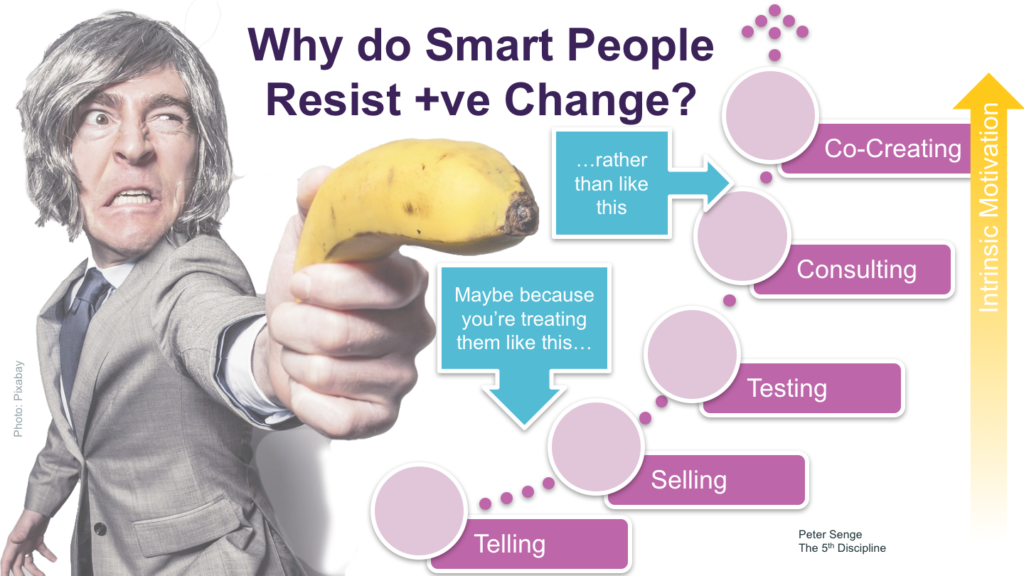 Why do Smart People
Resist +ve Change?
…rather
than like
this
Maybe because
you’re treating
them like this…
Co-Creating
Consulting
Testing
Selling
Telling
Intrinsic Motivation
Photo: Pixabay
Peter Senge
The 5th Discipline